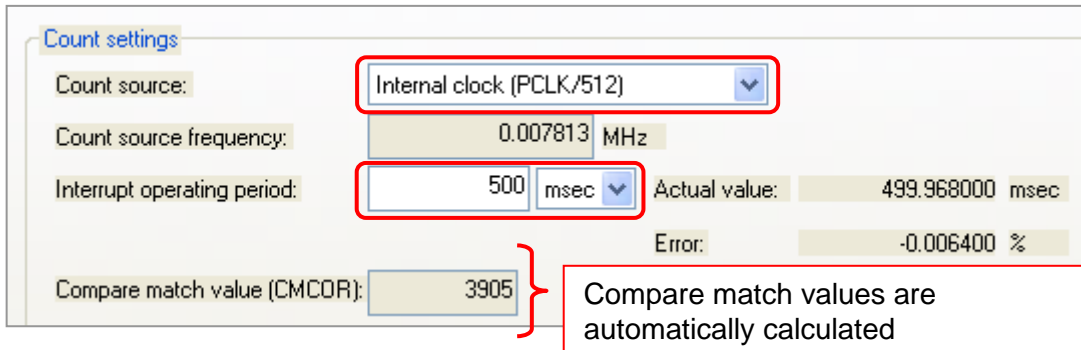 Count settings
Count source: Internal clock (PCLK/512)
Count source frequency: 0.007813 MHz
Interrupt operating period: 500 msec Actual value: 499.968000 msec
Error: -0.006400 %
Compare match value (CMCOR): 3905
Compare match values are
automatically calculated